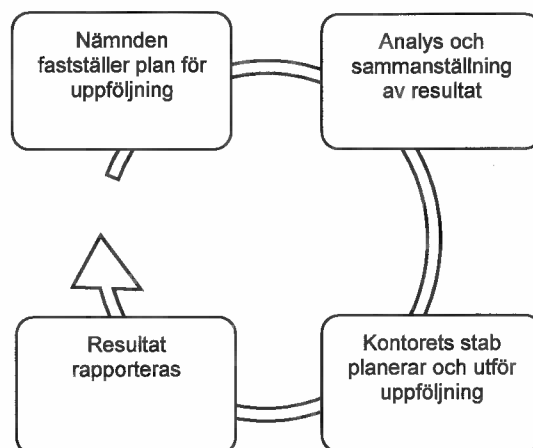 Nämnden
fastställer plan för
uppföljning
Analys och
sammanställning
av resultat
Kontorets stab
planerar och utför
uppföljning
Resultat
rapporteras